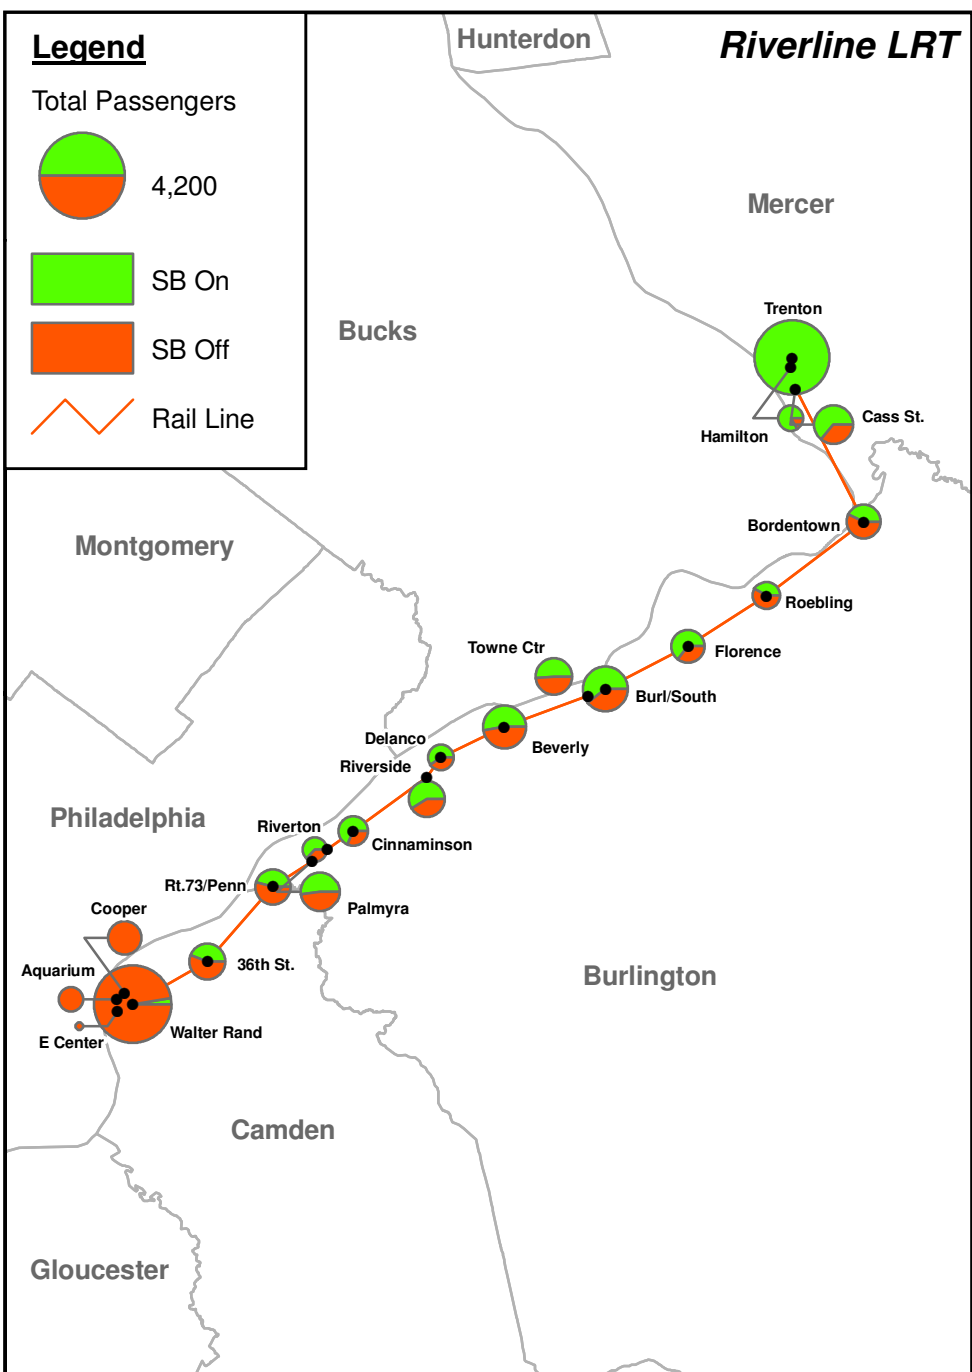 Legend
Total Passengers
4,200
SB On
SB Off
Rail Line
Riverline LRT
Hunterdon
Mercer
Bucks
Trenton
Hamilton
Cass St.
Bordentown
Montgomery
Roebling
Towne Ctr
Florence
Burl/South
Delanco
Beverly
Riverside
Philadelphia
Riverton
Cinnaminson
Rt.73/Penn
Palmyra
Cooper
36th St.
Aquarium
Burlington
E Center
Walter Rand
Camden
Gloucester